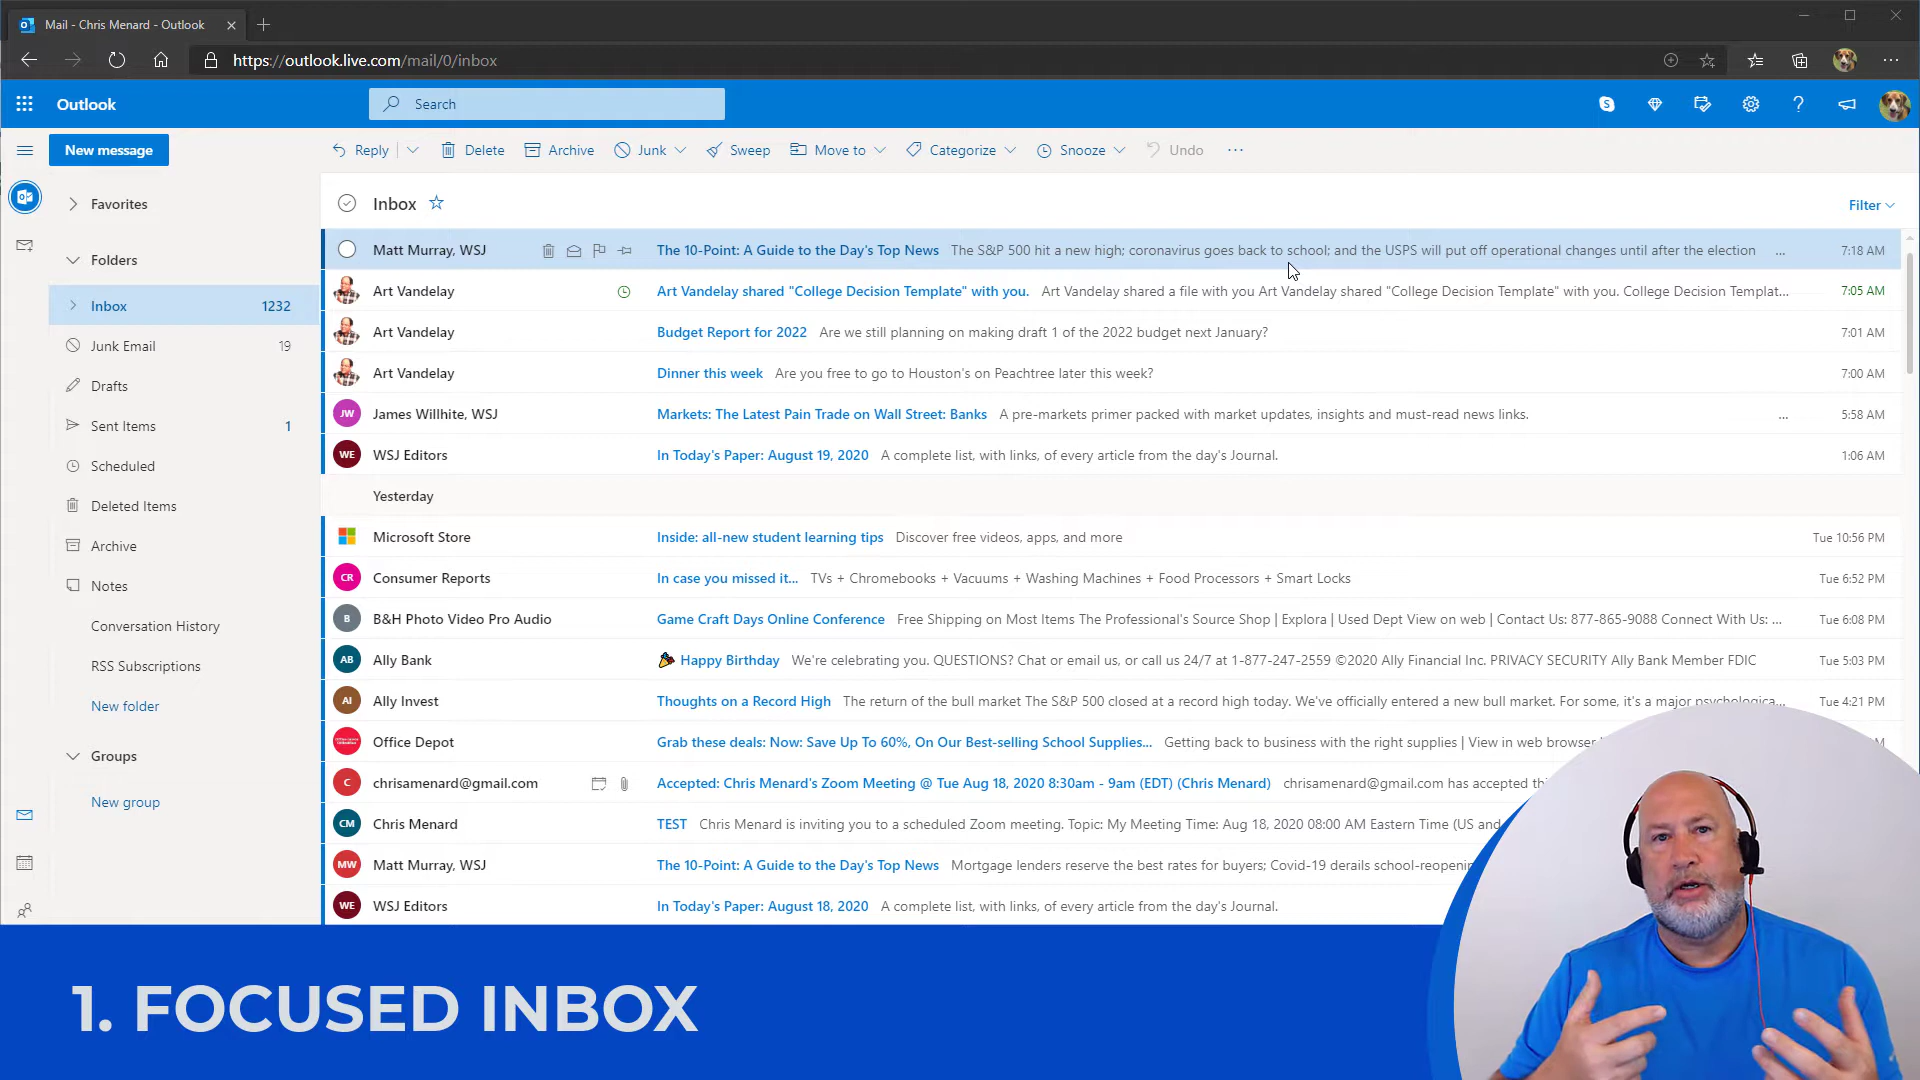 Mail - Chris Menard - Outlook
https://outlook.live.com/mail/0/inbox
Outlook
Search
New message
Reply
Delete
Archive
Junk
Sweep
Move to
Categorize
Snooze
Undo
Favorites
Folders
Inbox 1232
Junk Email 19
Drafts
Sent Items 1
Scheduled
Deleted Items
Archive
Notes
Conversation History
RSS Subscriptions
New folder
Groups
New group
Inbox
Filter
Matt Murray, WSJ The 10-Point: A Guide to the Day's Top News The S&P 500 hit a new high; coronavirus goes back to school; and the USPS will put off operational changes until after the election ... 7:18 AM
Art Vandelay Art Vandelay shared "College Decision Template" with you. Art Vandelay shared a file with you Art Vandelay shared "College Decision Template" with you. College Decision Templat... 7:05 AM
Art Vandelay Budget Report for 2022 Are we still planning on making draft 1 of the 2022 budget next January? 7:01 AM
Art Vandelay Dinner this week Are you free to go to Houston's on Peachtree later this week? 7:00 AM
JW James Willhite, WSJ Markets: The Latest Pain Trade on Wall Street: Banks A pre-markets primer packed with market updates, insights and must-read news links. ... 5:58 AM
WE WSJ Editors In Today's Paper: August 19, 2020 A complete list, with links, of every article from the day's Journal. 1:06 AM
Yesterday
Microsoft Store Inside: all-new student learning tips Discover free videos, apps, and more Tue 10:56 PM
CR Consumer Reports In case you missed it... TVs + Chromebooks + Vacuums + Washing Machines + Food Processors + Smart Locks Tue 6:52 PM
B B&H Photo Video Pro Audio Game Craft Days Online Conference Free Shipping on Most Items The Professional's Source Shop | Explora | Used Dept View on web | Contact Us: 877-865-9088 Connect With Us: ... Tue 6:08 PM
AB Ally Bank Happy Birthday We're celebrating you. QUESTIONS? Chat or email us, or call us 24/7 at 1-877-247-2559 ©2020 Ally Financial Inc. PRIVACY SECURITY Ally Bank Member FDIC Tue 5:03 PM
AI Ally Invest Thoughts on a Record High The return of the bull market The S&P 500 closed at a record high today. We've officially entered a new bull market. For some, it's a major psychologica... Tue 4:21 PM
Office Depot Grab these deals: Now: Save Up To 60%, On Our Best-selling School Supplies... Getting back to business with the right supplies | View in web browser
C chrisamenard@gmail.com Accepted: Chris Menard's Zoom Meeting @ Tue Aug 18, 2020 8:30am - 9am (EDT) (Chris Menard) chrisamenard@gmail.com has accepted
CM Chris Menard TEST Chris Menard is inviting you to a scheduled Zoom meeting. Topic: My Meeting Time: Aug 18, 2020 08:00 AM Eastern Time (US and
MW Matt Murray, WSJ The 10-Point: A Guide to the Day's Top News Mortgage lenders reserve the best rates for buyers; Covid-19 derails
WE WSJ Editors In Today's Paper: August 18, 2020 A complete list, with links, of every article from the day's Journal.
1. FOCUSED INBOX